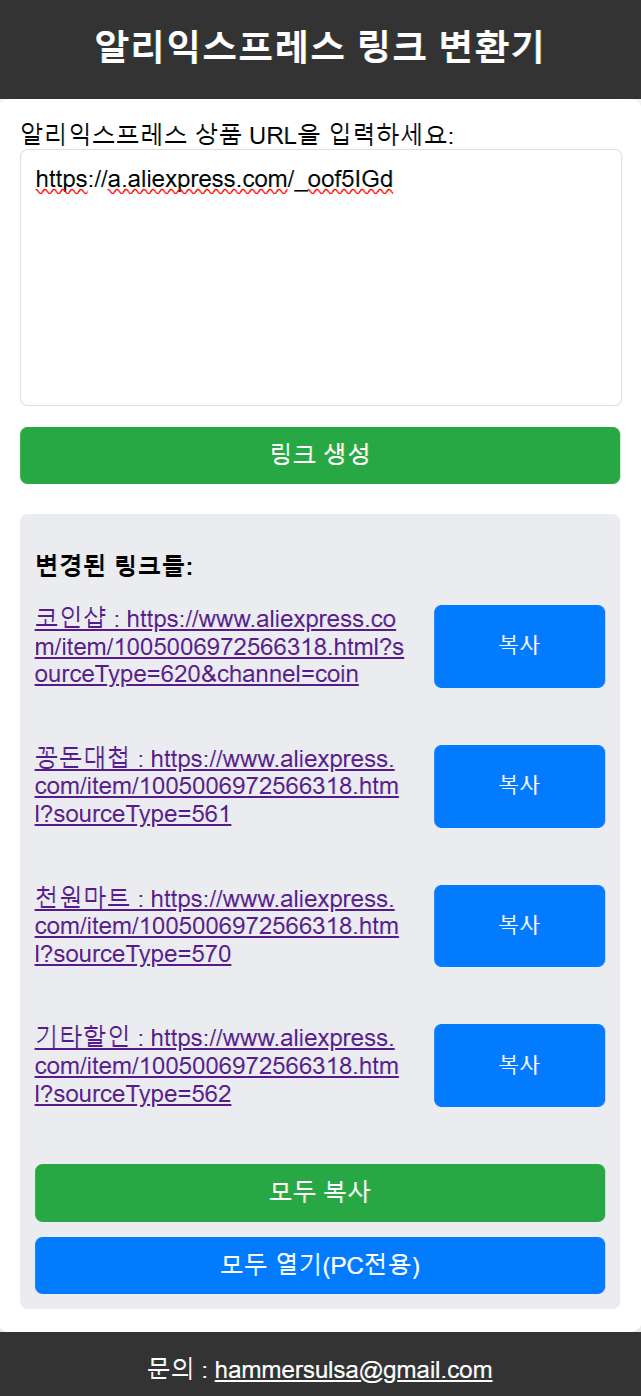 알리익스프레스 링크 변환기
알리익스프레스 상품 URL을 입력하세요:
https://a.aliexpress.com/_oof5IGd
링크 생성
변경된 링크들:
코인샵 : https://www.aliexpress.co
m/item/1005006972566318.html?s
ourceType=620&channel=coin
복사
꽁돈대첩 : https://www.aliexpress.
com/item/1005006972566318.htm
l?sourceType=561
복사
천원마트 : https://www.aliexpress.
com/item/1005006972566318.htm
l?sourceType=570
복사
기타할인 : https://www.aliexpress.
com/item/1005006972566318.htm
l?sourceType=562
복사
모두 복사
모두 열기(PC전용)
문의 : hammersulsa@gmail.com